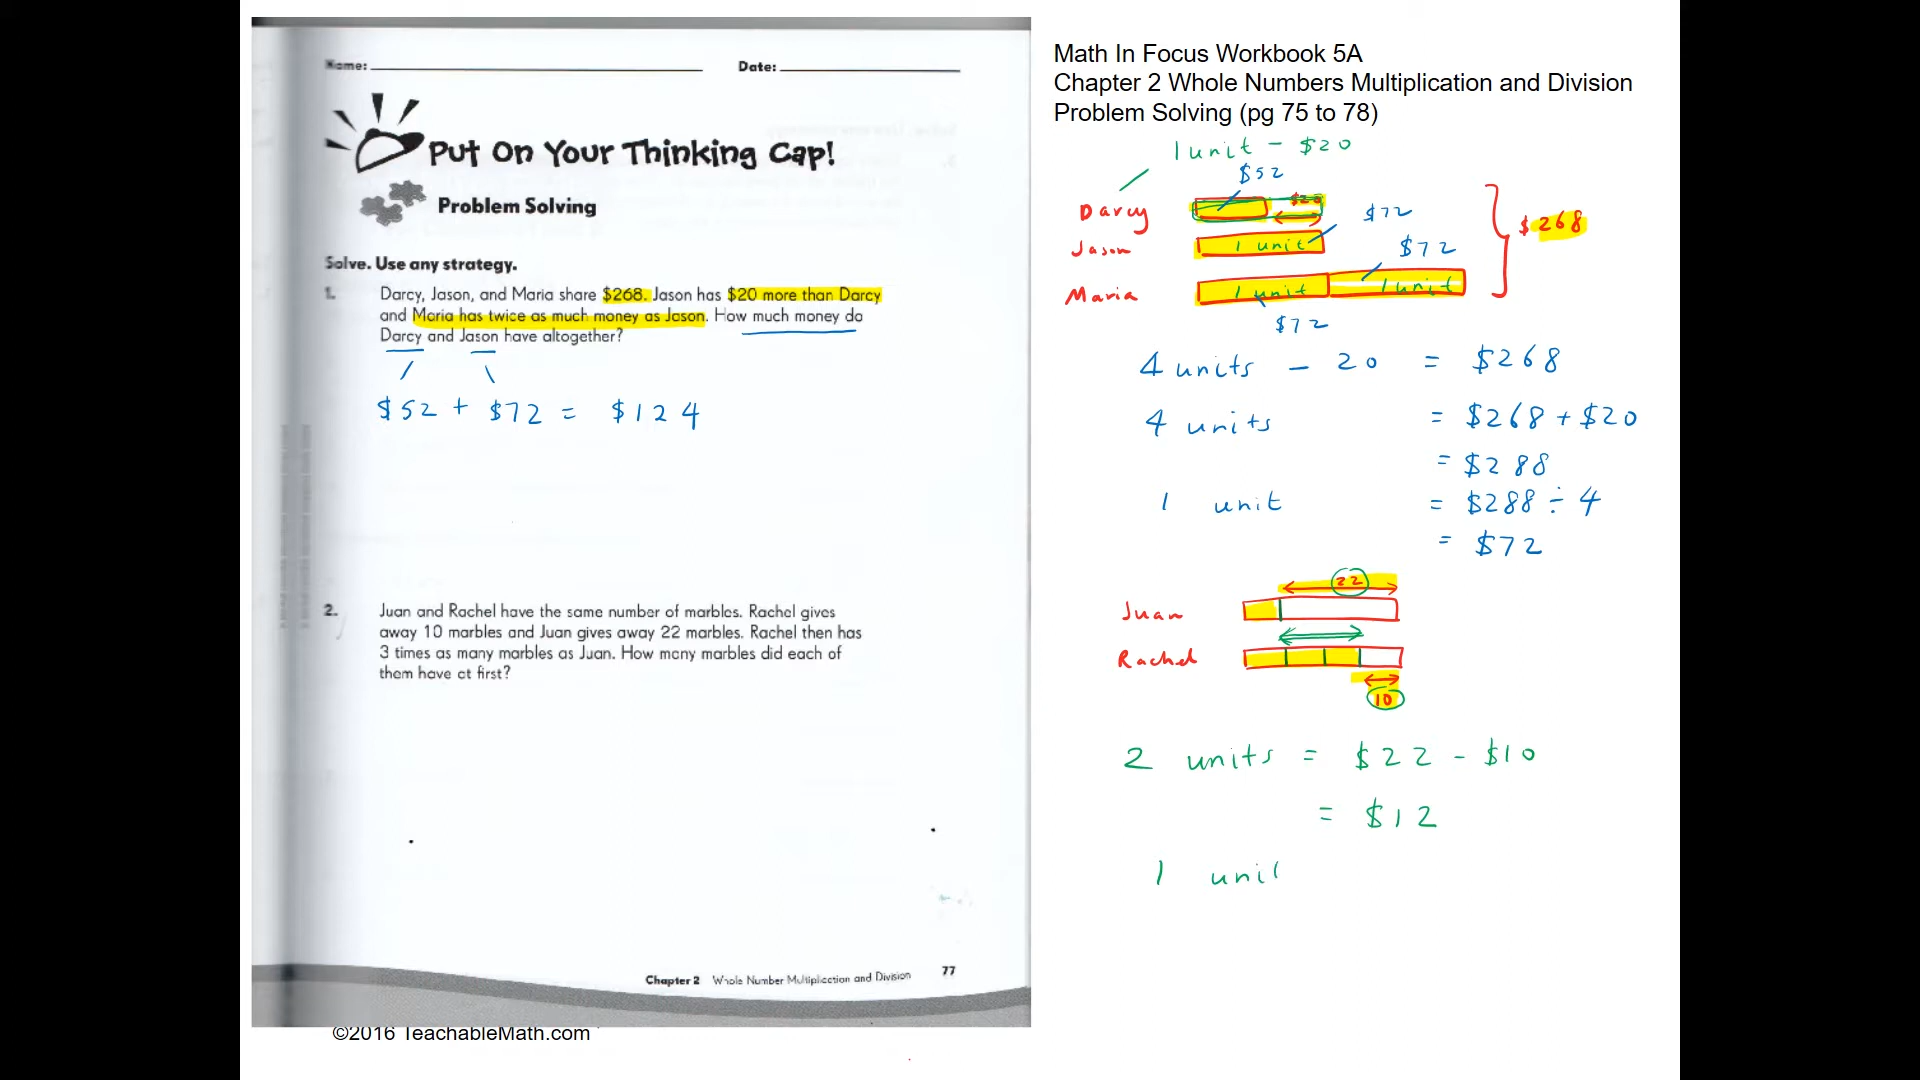 Name: Date:
Put On Your Thinking Cap!
Problem Solving
Solve. Use any strategy.
1. Darcy, Jason, and Maria share $268. Jason has $20 more than Darcy
and Maria has twice as much money as Jason. How much money do
Darcy and Jason have altogether?
$52 + $72 = $124
2. Juan and Rachel have the same number of marbles. Rachel gives
away 10 marbles and Juan gives away 22 marbles. Rachel then has
3 times as many marbles as Juan. How many marbles did each of
them have at first?
Chapter 2 Whole Number Multiplication and Division 77
©2016 TeachableMath.com
Math In Focus Workbook 5A
Chapter 2 Whole Numbers Multiplication and Division
Problem Solving (pg 75 to 78)
1 unit - $20
$52
Darcy $20 $72
Jason 1 unit $72 $268
Maria 1 unit 1 unit
$72
4 units - 20 = $268
4 units = $268 + $20
= $288
1 unit = $288 ÷ 4
= $72
22
Juan
Rachel
10
2 units = $22 - $10
= $12
1 unit